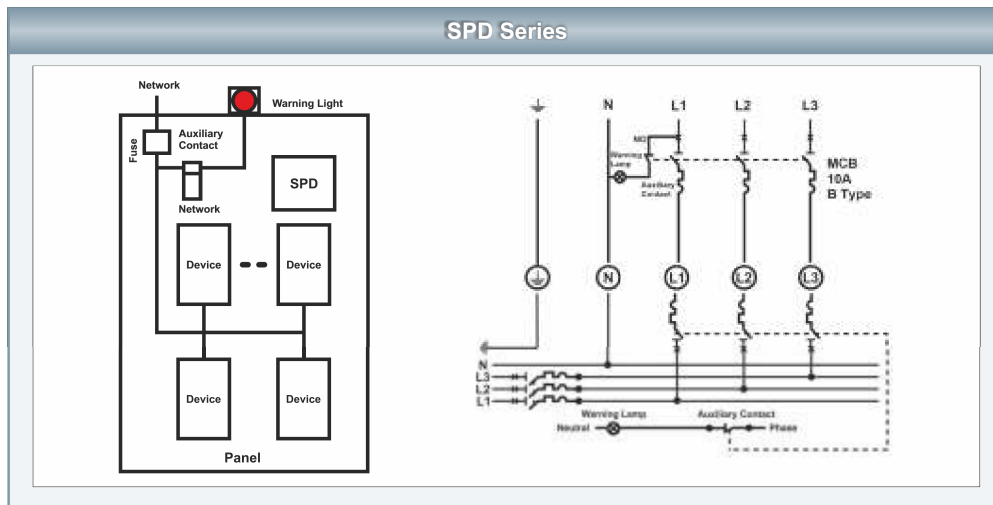 SPD Series
Network
Warning Light
Fuse
Auxiliary
Contact
SPD
Network
Device
Device
Device
Device
Panel
N
L1
L2
L3
Warning
Lamp
Auxiliary
Contact
MCB
10A
B Type
N
L1
L2
L3
N
L3
L2
L1
Warning Lamp
Auxiliary Contact
Neutral
Phase